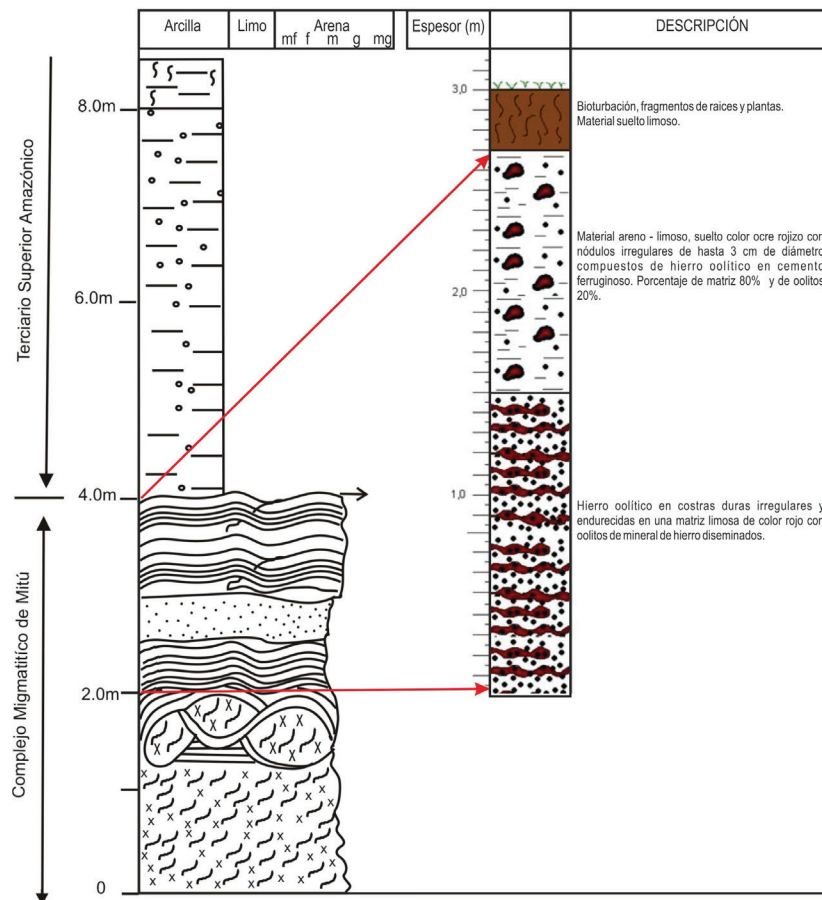 Arcilla Limo Arena
mf f m g mg
Espesor (m) DESCRIPCIÓN
Terciario Superior Amazónico
Complejo Migmatitíco de Mitú
8.0m
6.0m
4.0m
2.0m
0
3,0
2,0
1,0
Bioturbación, fragmentos de raices y plantas.
Material suelto limoso.
Material areno - limoso, suelto color ocre rojizo con
nódulos irregulares de hasta 3 cm de diámetro
compuestos de hierro oolítico en cemento
ferruginoso. Porcentaje de matriz 80% y de oolitos
20%.
Hierro oolítico en costras duras irregulares y
endurecidas en una matriz limosa de color rojo con
oolitos de mineral de hierro diseminados.